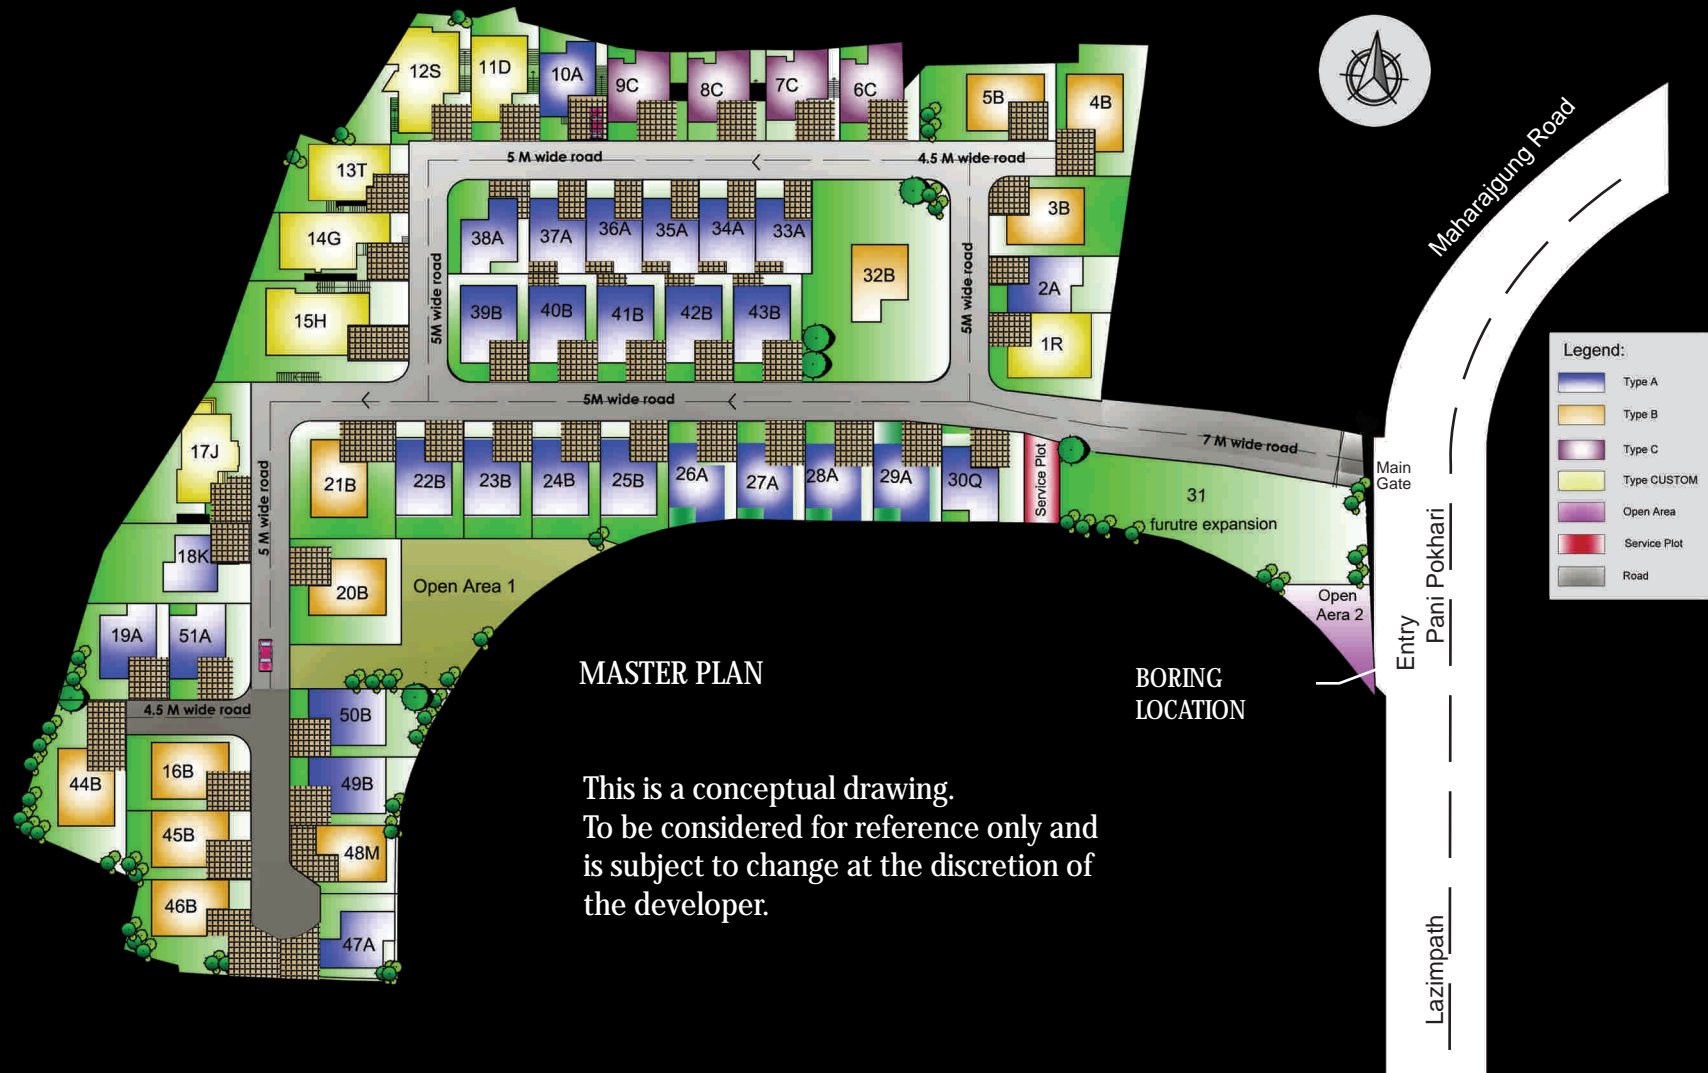 12S
11D
10A
9C
8C
7C
6C
5B
4B
13T
5 M wide road
4.5 M wide road
3B
14G
38A
37A
36A
35A
34A
33A
32B
2A
5M wide road
5M wide road
15H
39B
40B
41B
42B
43B
1R
5M wide road
7 M wide road
17J
21B
22B
23B
24B
25B
26A
27A
28A
29A
30Q
Service Plot
31
furutre expansion
Main
Gate
5 M wide road
18K
20B
Open Area 1
Open
Aera 2
19A
51A
4.5 M wide road
50B
44B
16B
49B
45B
48M
46B
47A
MASTER PLAN
BORING
LOCATION
This is a conceptual drawing.
To be considered for reference only and
is subject to change at the discretion of
the developer.
Maharajgung Road
Entry
Pani Pokhari
Lazimpath
Legend:
Type A
Type B
Type C
Type CUSTOM
Open Area
Service Plot
Road